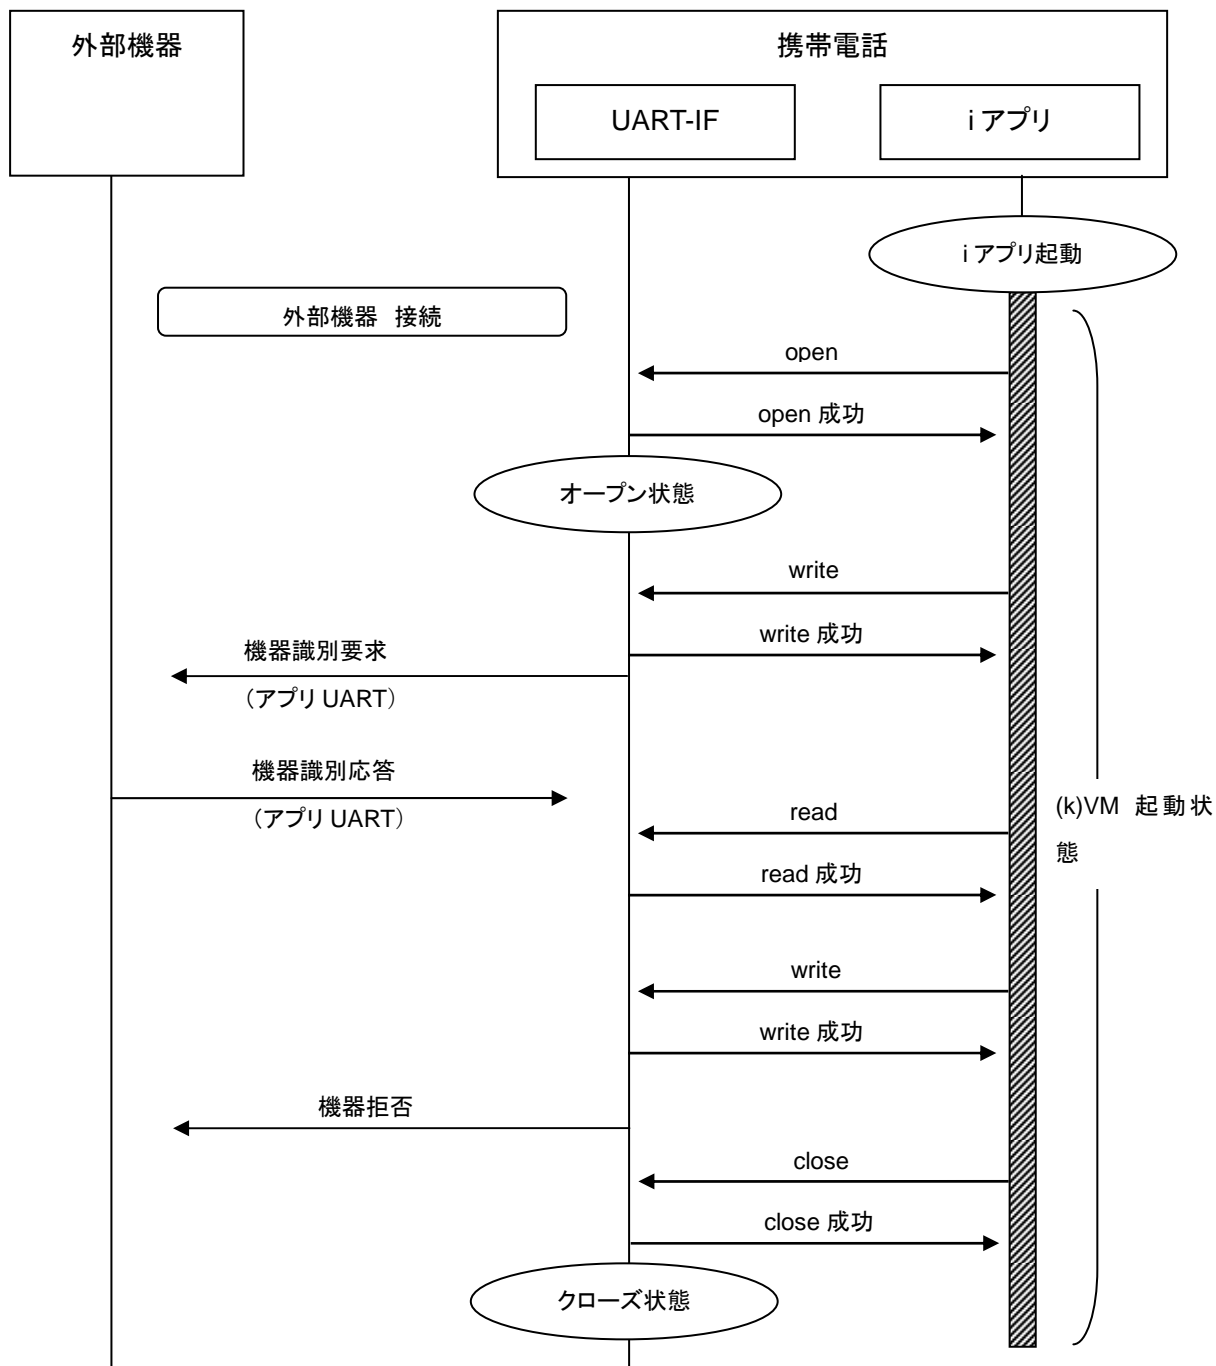 外部機器
携帯電話
UART-IF
i アプリ
i アプリ起動
外部機器 接続
open
open 成功
オープン状態
write
write 成功
機器識別要求
（アプリ UART）
機器識別応答
（アプリ UART）
(k)VM 起動状
態
read
read 成功
write
write 成功
機器拒否
close
close 成功
クローズ状態